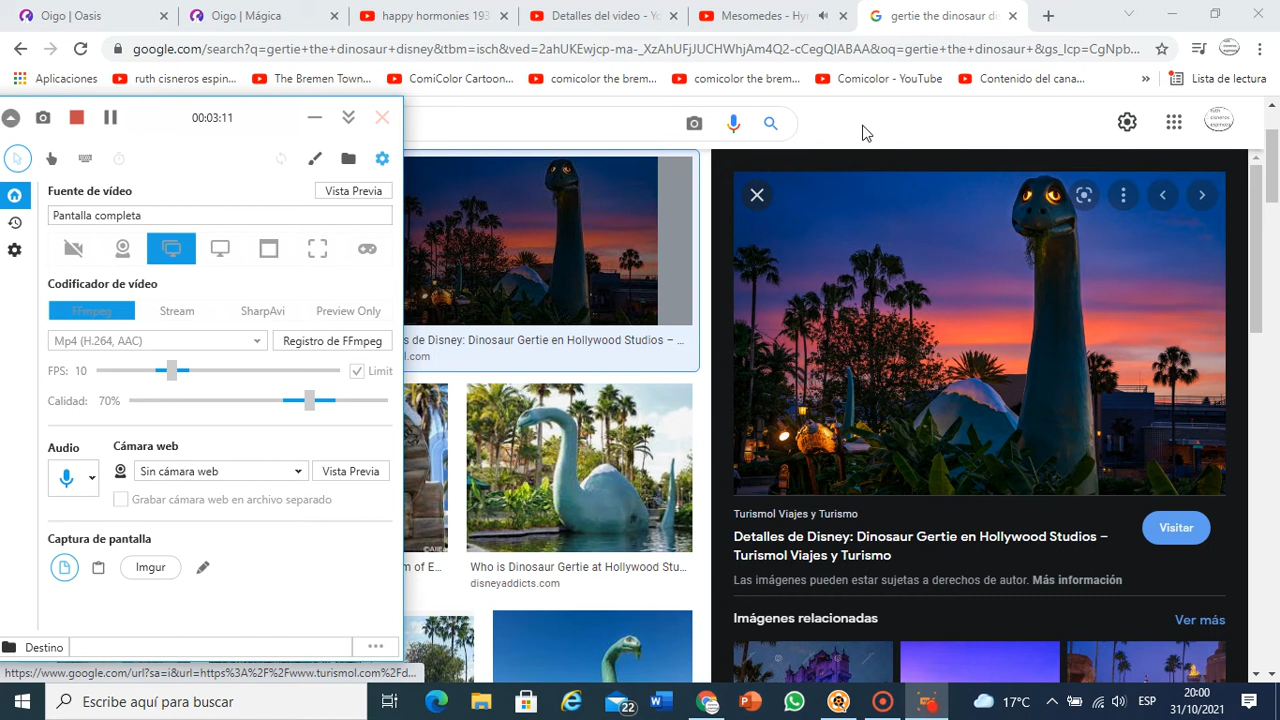 Oigo | Oasis
Oigo | Mágica
happy hormonies 193
Detalles del video - Yo
Mesomedes - Hyr
gertie the dinosaur di
google.com/search?q=gertie+the+dinosaur+disney&tbm=isch&ved=2ahUKEwjcp-ma-_XzAhUFjJUCHWhjAm4Q2-cCegQIABAA&oq=gertie+the+dinosaur+&gs_lcp=CgNpb...
Aplicaciones
ruth cisneros espin...
The Bremen Town...
ComiColor Cartoon...
comicolor the brem...
comicolor the brem...
Comicolor - YouTube
Contenido del cana...
»
Lista de lectura
00:03:11
Fuente de vídeo
Vista Previa
Pantalla completa
Codificador de vídeo
FFmpeg
Stream
SharpAvi
Preview Only
Mp4 (H.264, AAC)
Registro de FFmpeg
FPS: 10
Limit
Calidad: 70%
Audio
Cámara web
Sin cámara web
Vista Previa
Grabar cámara web en archivo separado
Captura de pantalla
Imgur
Destino
...
https://www.google.com/url?sa=i&url=https%3A%2F%2Fwww.turismol.com%2Fd...
s de Disney: Dinosaur Gertie en Hollywood Studios – ...
l.com
m of E...
Who is Dinosaur Gertie at Hollywood Stu...
disneyaddicts.com
Turismol Viajes y Turismo
Detalles de Disney: Dinosaur Gertie en Hollywood Studios –
Turismol Viajes y Turismo
Visitar
Las imágenes pueden estar sujetas a derechos de autor. Más información
Imágenes relacionadas
Ver más
Escribe aquí para buscar
22
17°C
ESP
20:00
31/10/2021